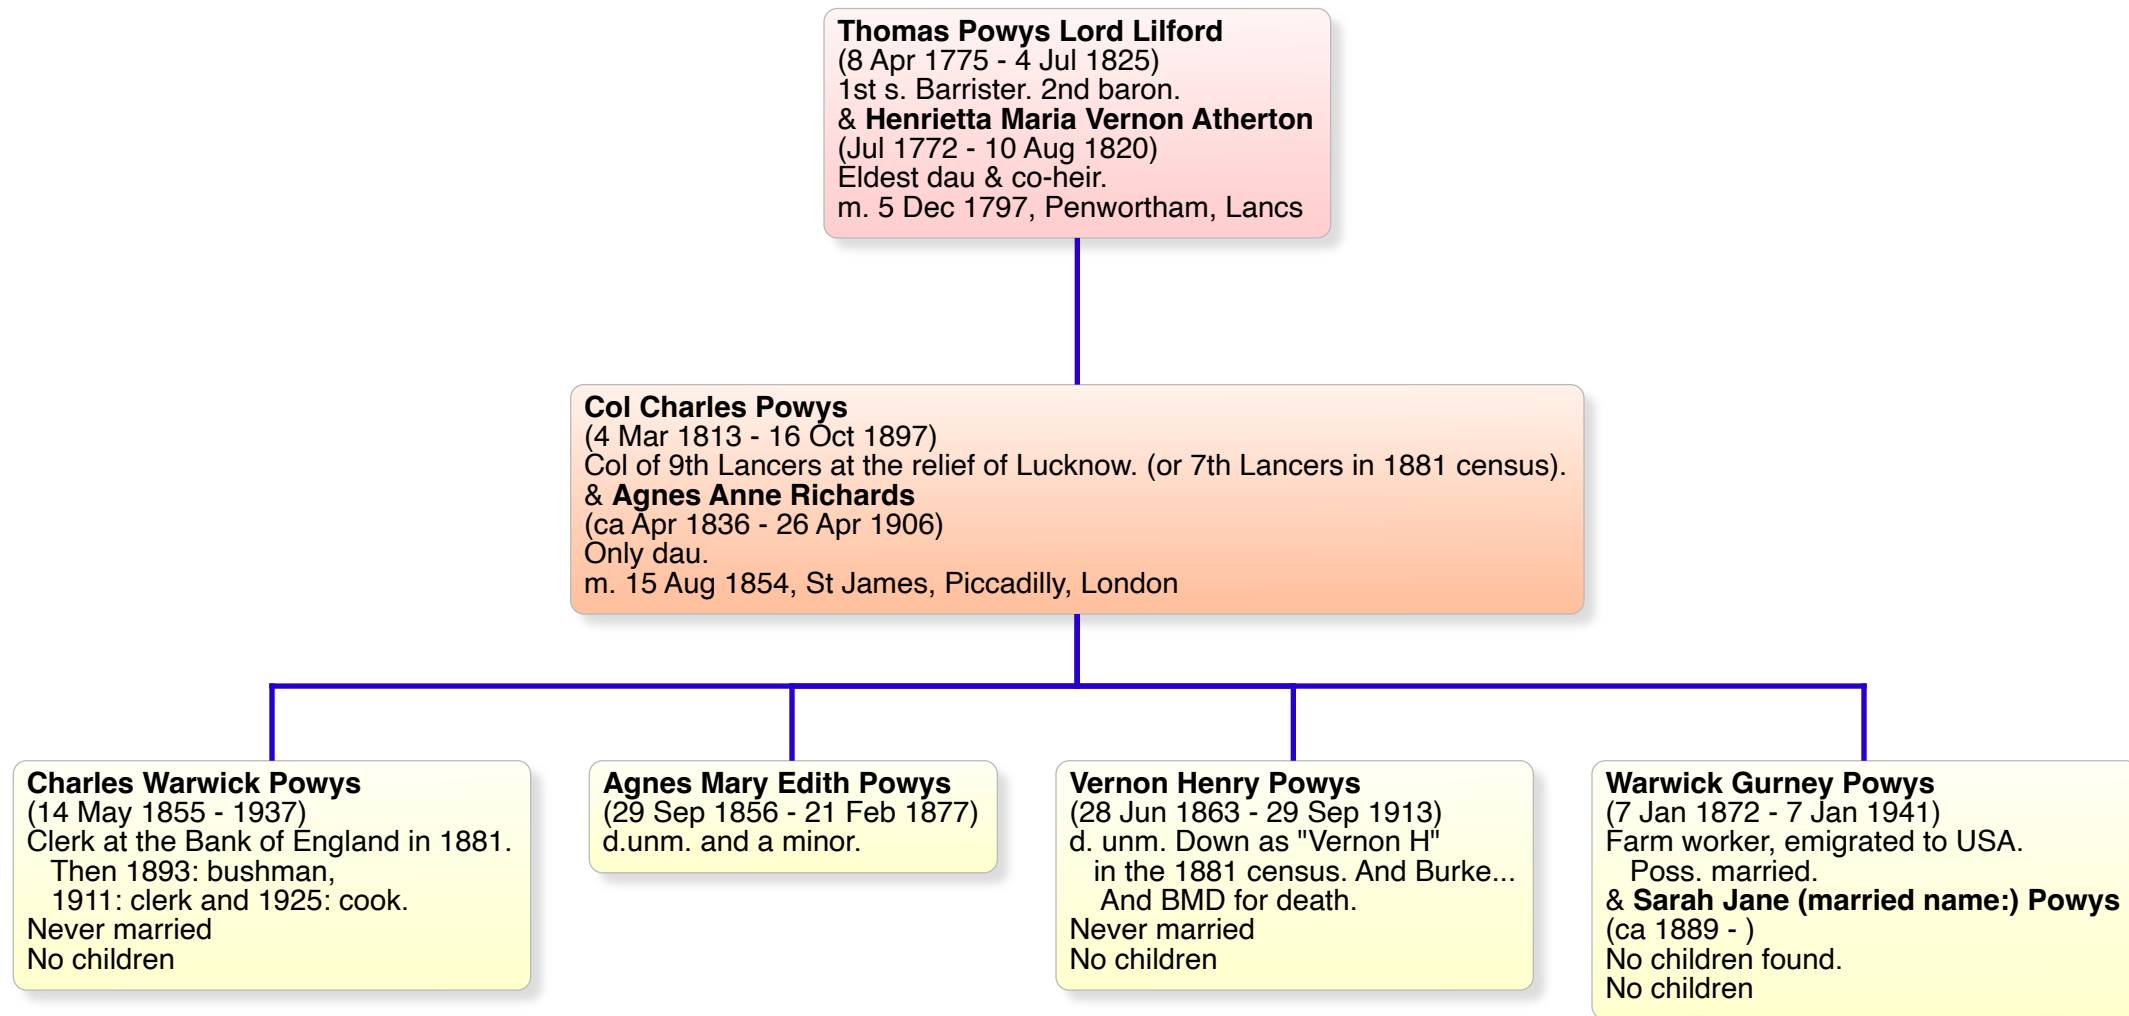 Thomas Powys Lord Lilford
(8 Apr 1775 - 4 Jul 1825)
1st s. Barrister. 2nd baron.
& Henrietta Maria Vernon Atherton
(Jul 1772 - 10 Aug 1820)
Eldest dau & co-heir.
m. 5 Dec 1797, Penwortham, Lancs
Col Charles Powys
(4 Mar 1813 - 16 Oct 1897)
Col of 9th Lancers at the relief of Lucknow. (or 7th Lancers in 1881 census).
& Agnes Anne Richards
(ca Apr 1836 - 26 Apr 1906)
Only dau.
m. 15 Aug 1854, St James, Piccadilly, London
Charles Warwick Powys
(14 May 1855 - 1937)
Clerk at the Bank of England in 1881.
Then 1893: bushman,
1911: clerk and 1925: cook.
Never married
No children
Agnes Mary Edith Powys
(29 Sep 1856 - 21 Feb 1877)
d.unm. and a minor.
Vernon Henry Powys
(28 Jun 1863 - 29 Sep 1913)
d. unm. Down as "Vernon H"
in the 1881 census. And Burke...
And BMD for death.
Never married
No children
Warwick Gurney Powys
(7 Jan 1872 - 7 Jan 1941)
Farm worker, emigrated to USA.
Poss. married.
& Sarah Jane (married name:) Powys
(ca 1889 - )
No children found.
No children